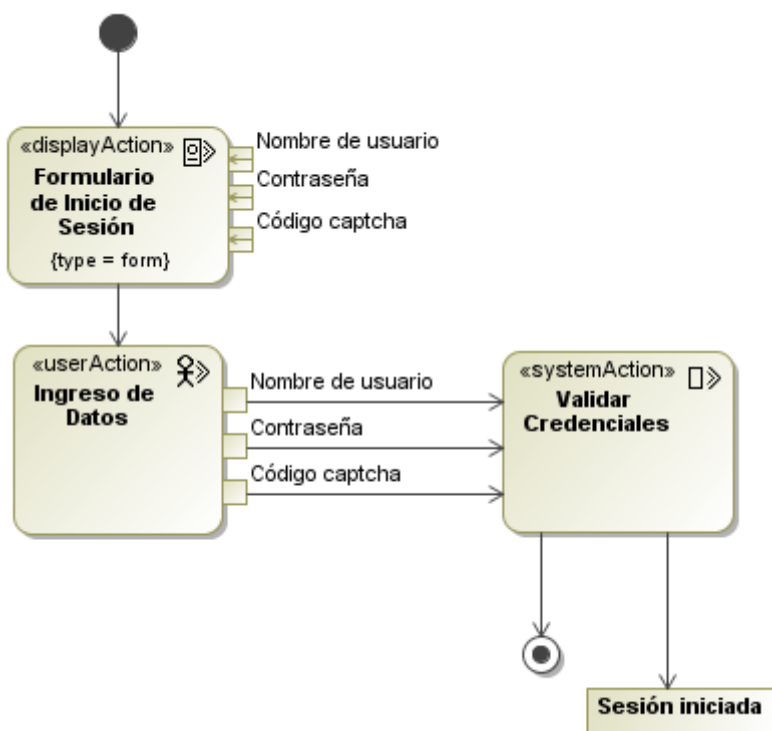 «displayAction»
Formulario
de Inicio de
Sesión
{type = form}
Nombre de usuario
Contraseña
Código captcha
«userAction»
Ingreso de
Datos
Nombre de usuario
Contraseña
Código captcha
«systemAction»
Validar
Credenciales
Sesión iniciada